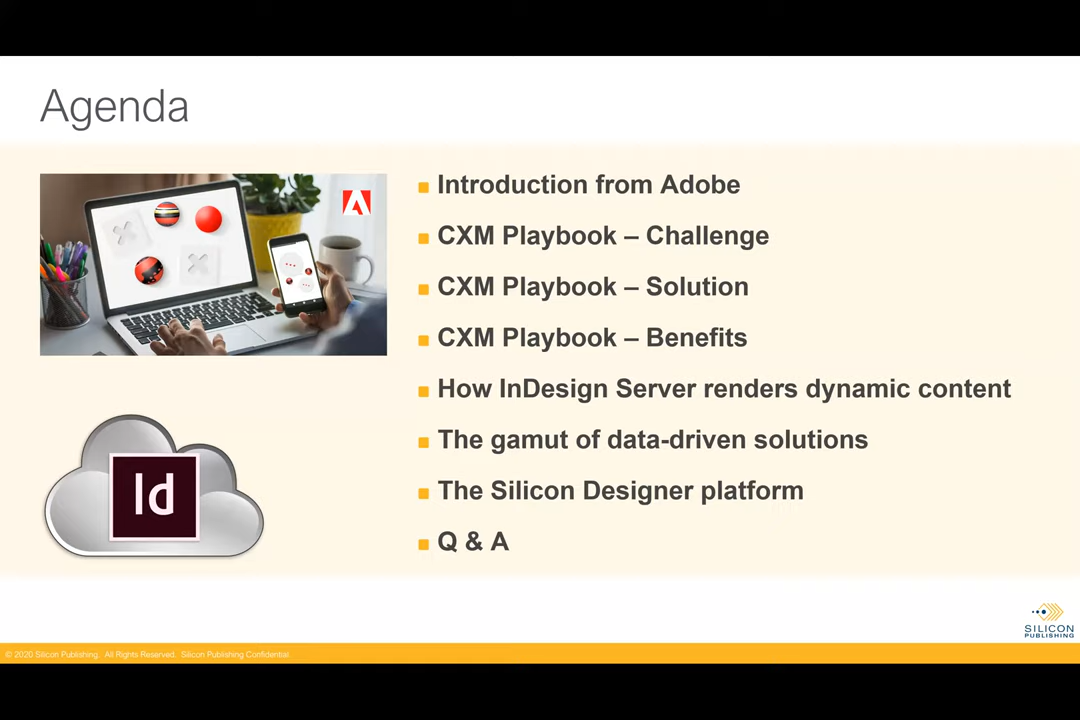 Agenda
Introduction from Adobe
CXM Playbook – Challenge
CXM Playbook – Solution
CXM Playbook – Benefits
How InDesign Server renders dynamic content
The gamut of data-driven solutions
The Silicon Designer platform
Q & A
Id
SILICON
PUBLISHING
© 2020 Silicon Publishing. All Rights Reserved. Silicon Publishing Confidential.